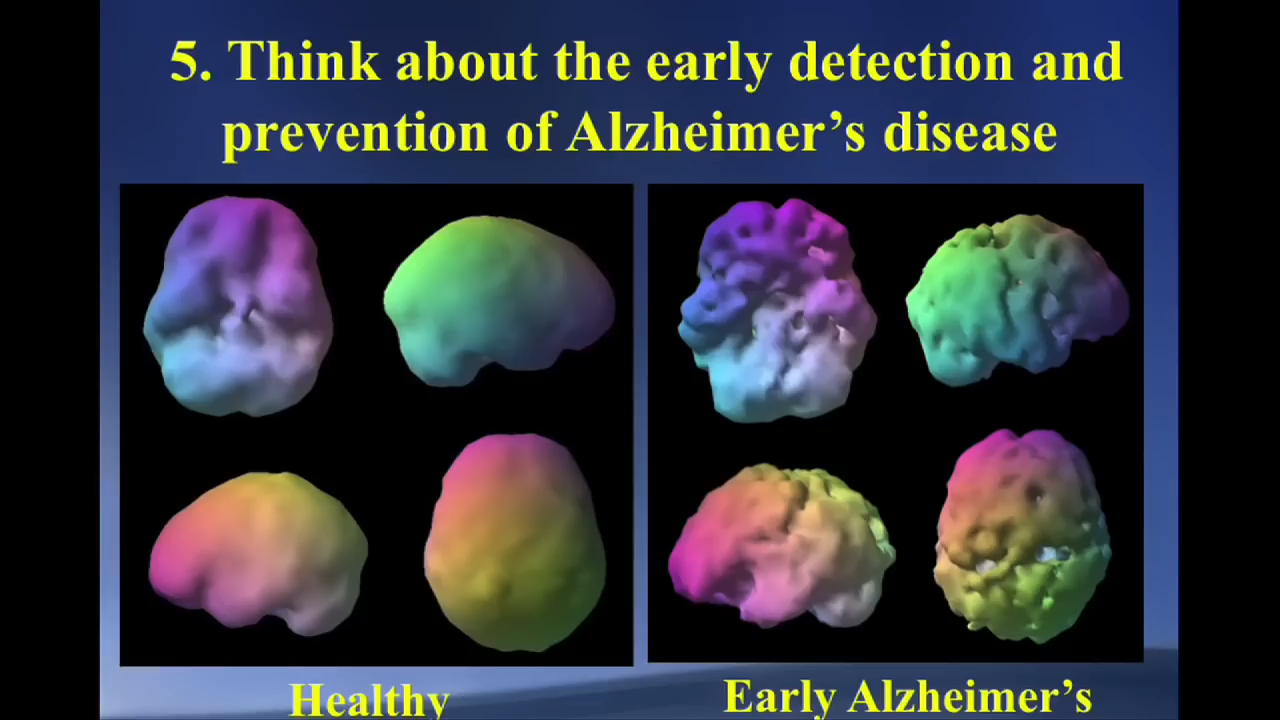 5. Think about the early detection and
prevention of Alzheimer’s disease
Healthy
Early Alzheimer’s